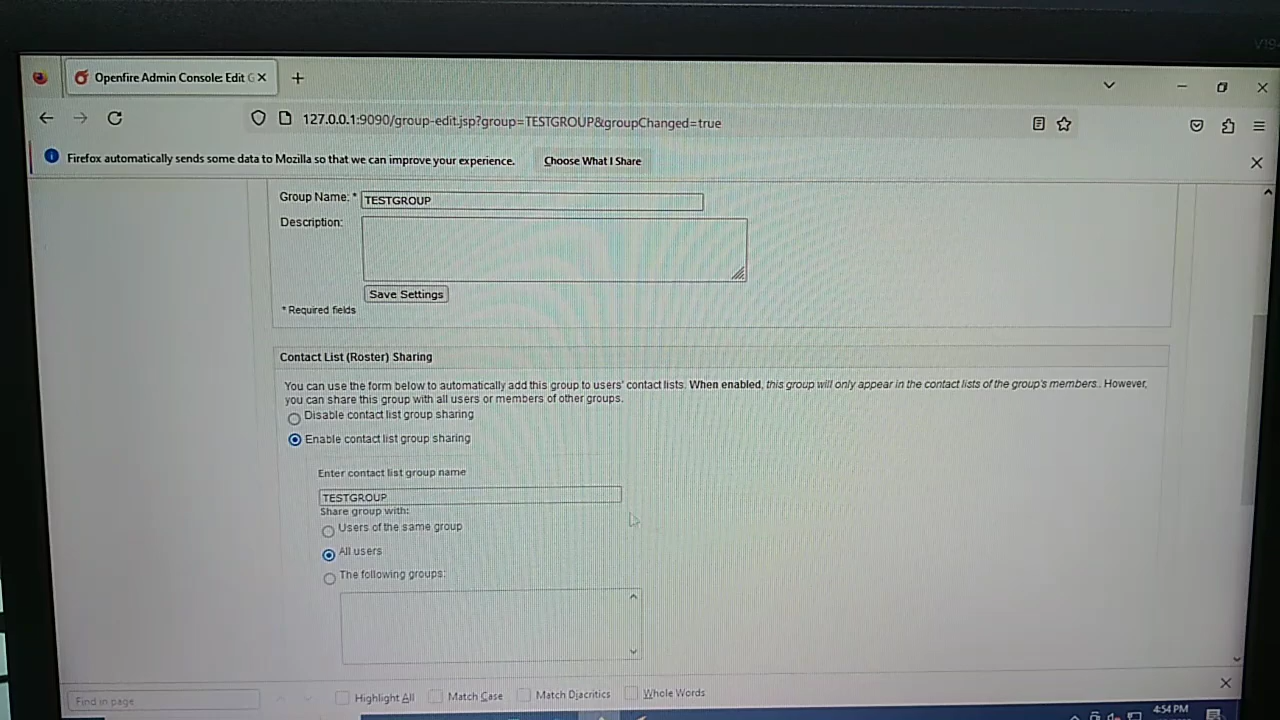 V19
Openfire Admin Console: Edit G
127.0.0.1:9090/group-edit.jsp?group=TESTGROUP&groupChanged=true
Firefox automatically sends some data to Mozilla so that we can improve your experience. Choose What I Share
Group Name: * TESTGROUP
Description:
Save Settings
* Required fields
Contact List (Roster) Sharing
You can use the form below to automatically add this group to users' contact lists. When enabled, this group will only appear in the contact lists of the group's members.. However,
you can share this group with all users or members of other groups.
Disable contact list group sharing
Enable contact list group sharing
Enter contact list group name
TESTGROUP
Share group with:
Users of the same group
All users
The following groups:
Find in page Highlight All Match Case Match Diacritics Whole Words
4:54 PM